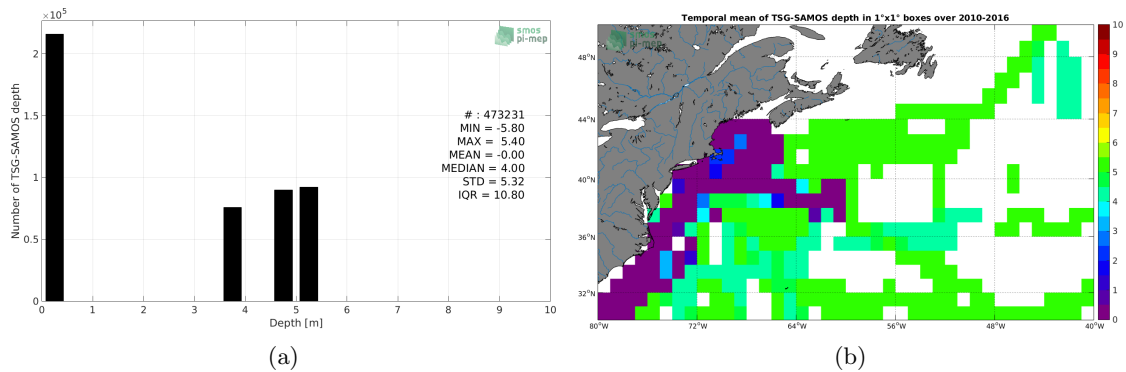 ×10⁵
2
1.5
1
0.5
0
Number of TSG-SAMOS depth
smos
pi-mep
# : 473231
MIN = -5.80
MAX = 5.40
MEAN = -0.00
MEDIAN = 4.00
STD = 5.32
IQR = 10.80
0 1 2 3 4 5 6 7 8 9 10
Depth [m]
(a)
Temporal mean of TSG-SAMOS depth in 1°x1° boxes over 2010-2016
smos
pi-mep
48°N
44°N
40°N
36°N
32°N
80°W 72°W 64°W 56°W 48°W 40°W
10
9
8
7
6
5
4
3
2
1
0
(b)